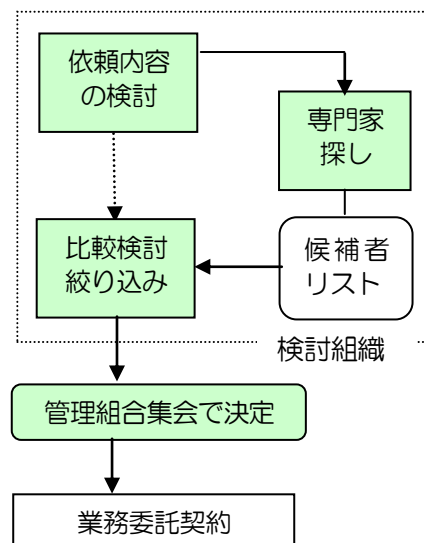 依頼内容
の検討
専門家
探し
比較検討
絞り込み
候補者
リスト
検討組織
管理組合集会で決定
業務委託契約